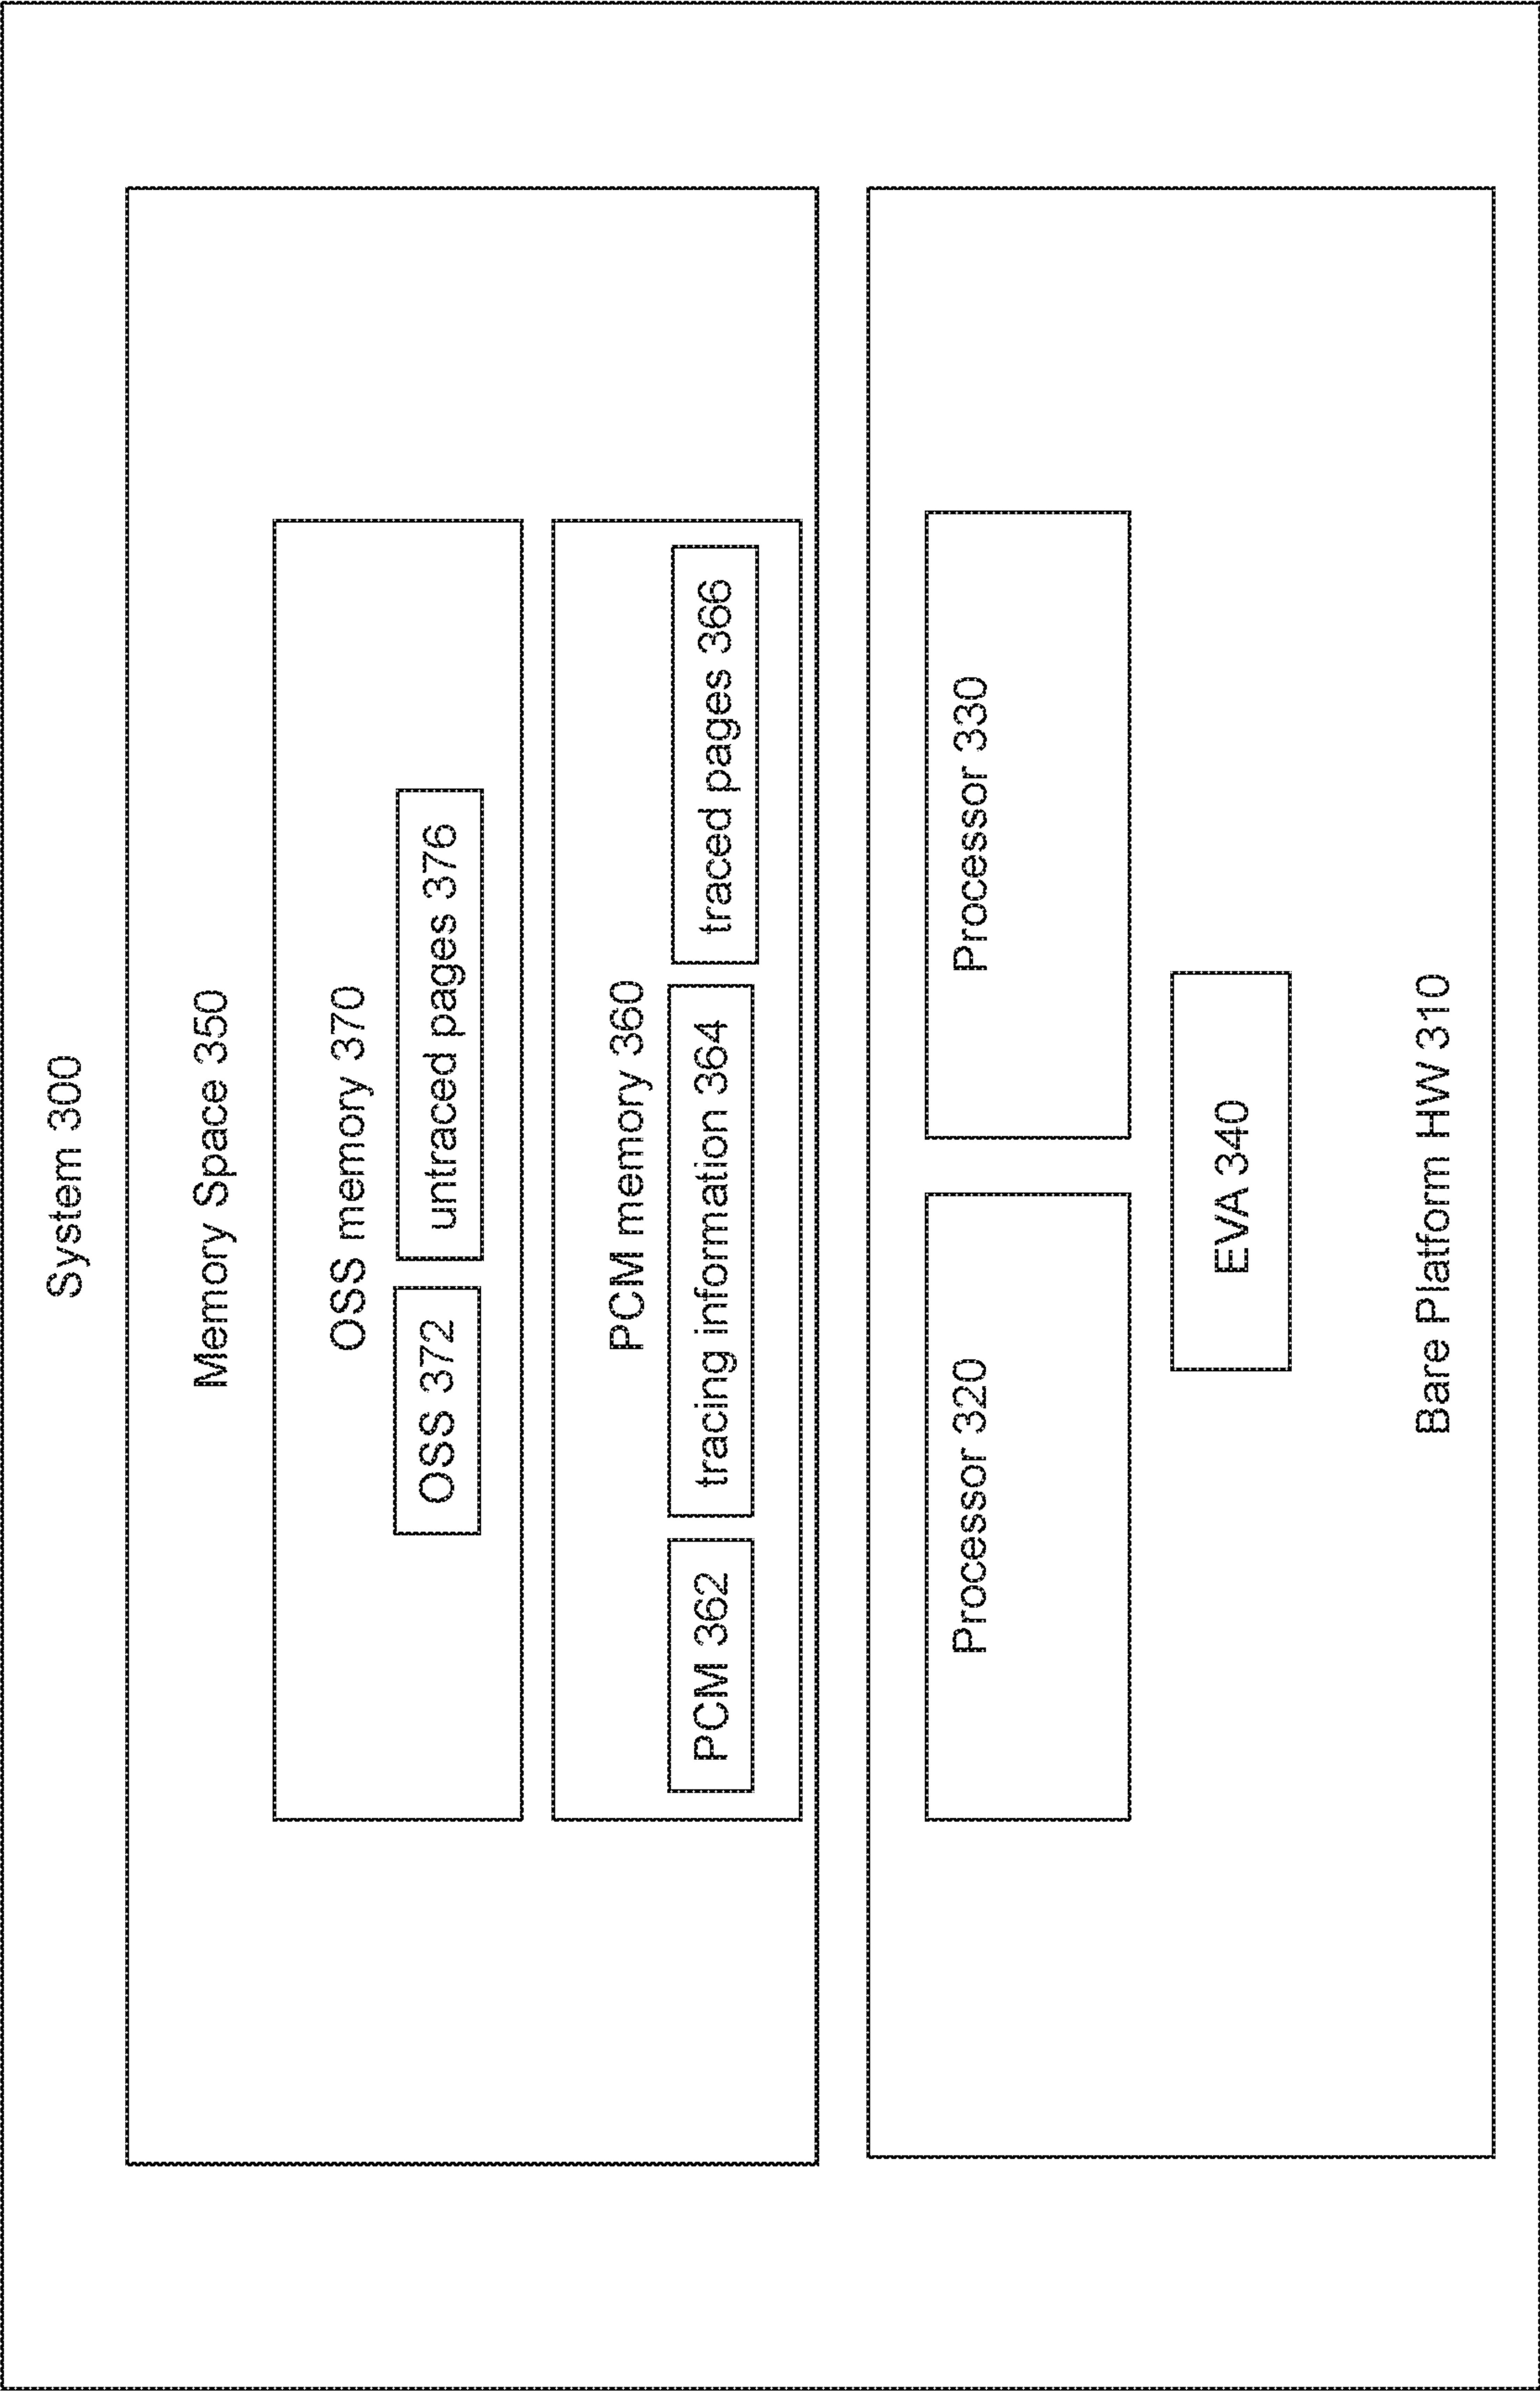 System 300
Memory Space 350
OSS memory 370
OSS 372
untraced pages 376
PCM memory 360
PCM 362
tracing information 364
traced pages 366
Processor 320
Processor 330
EVA 340
Bare Platform HW 310